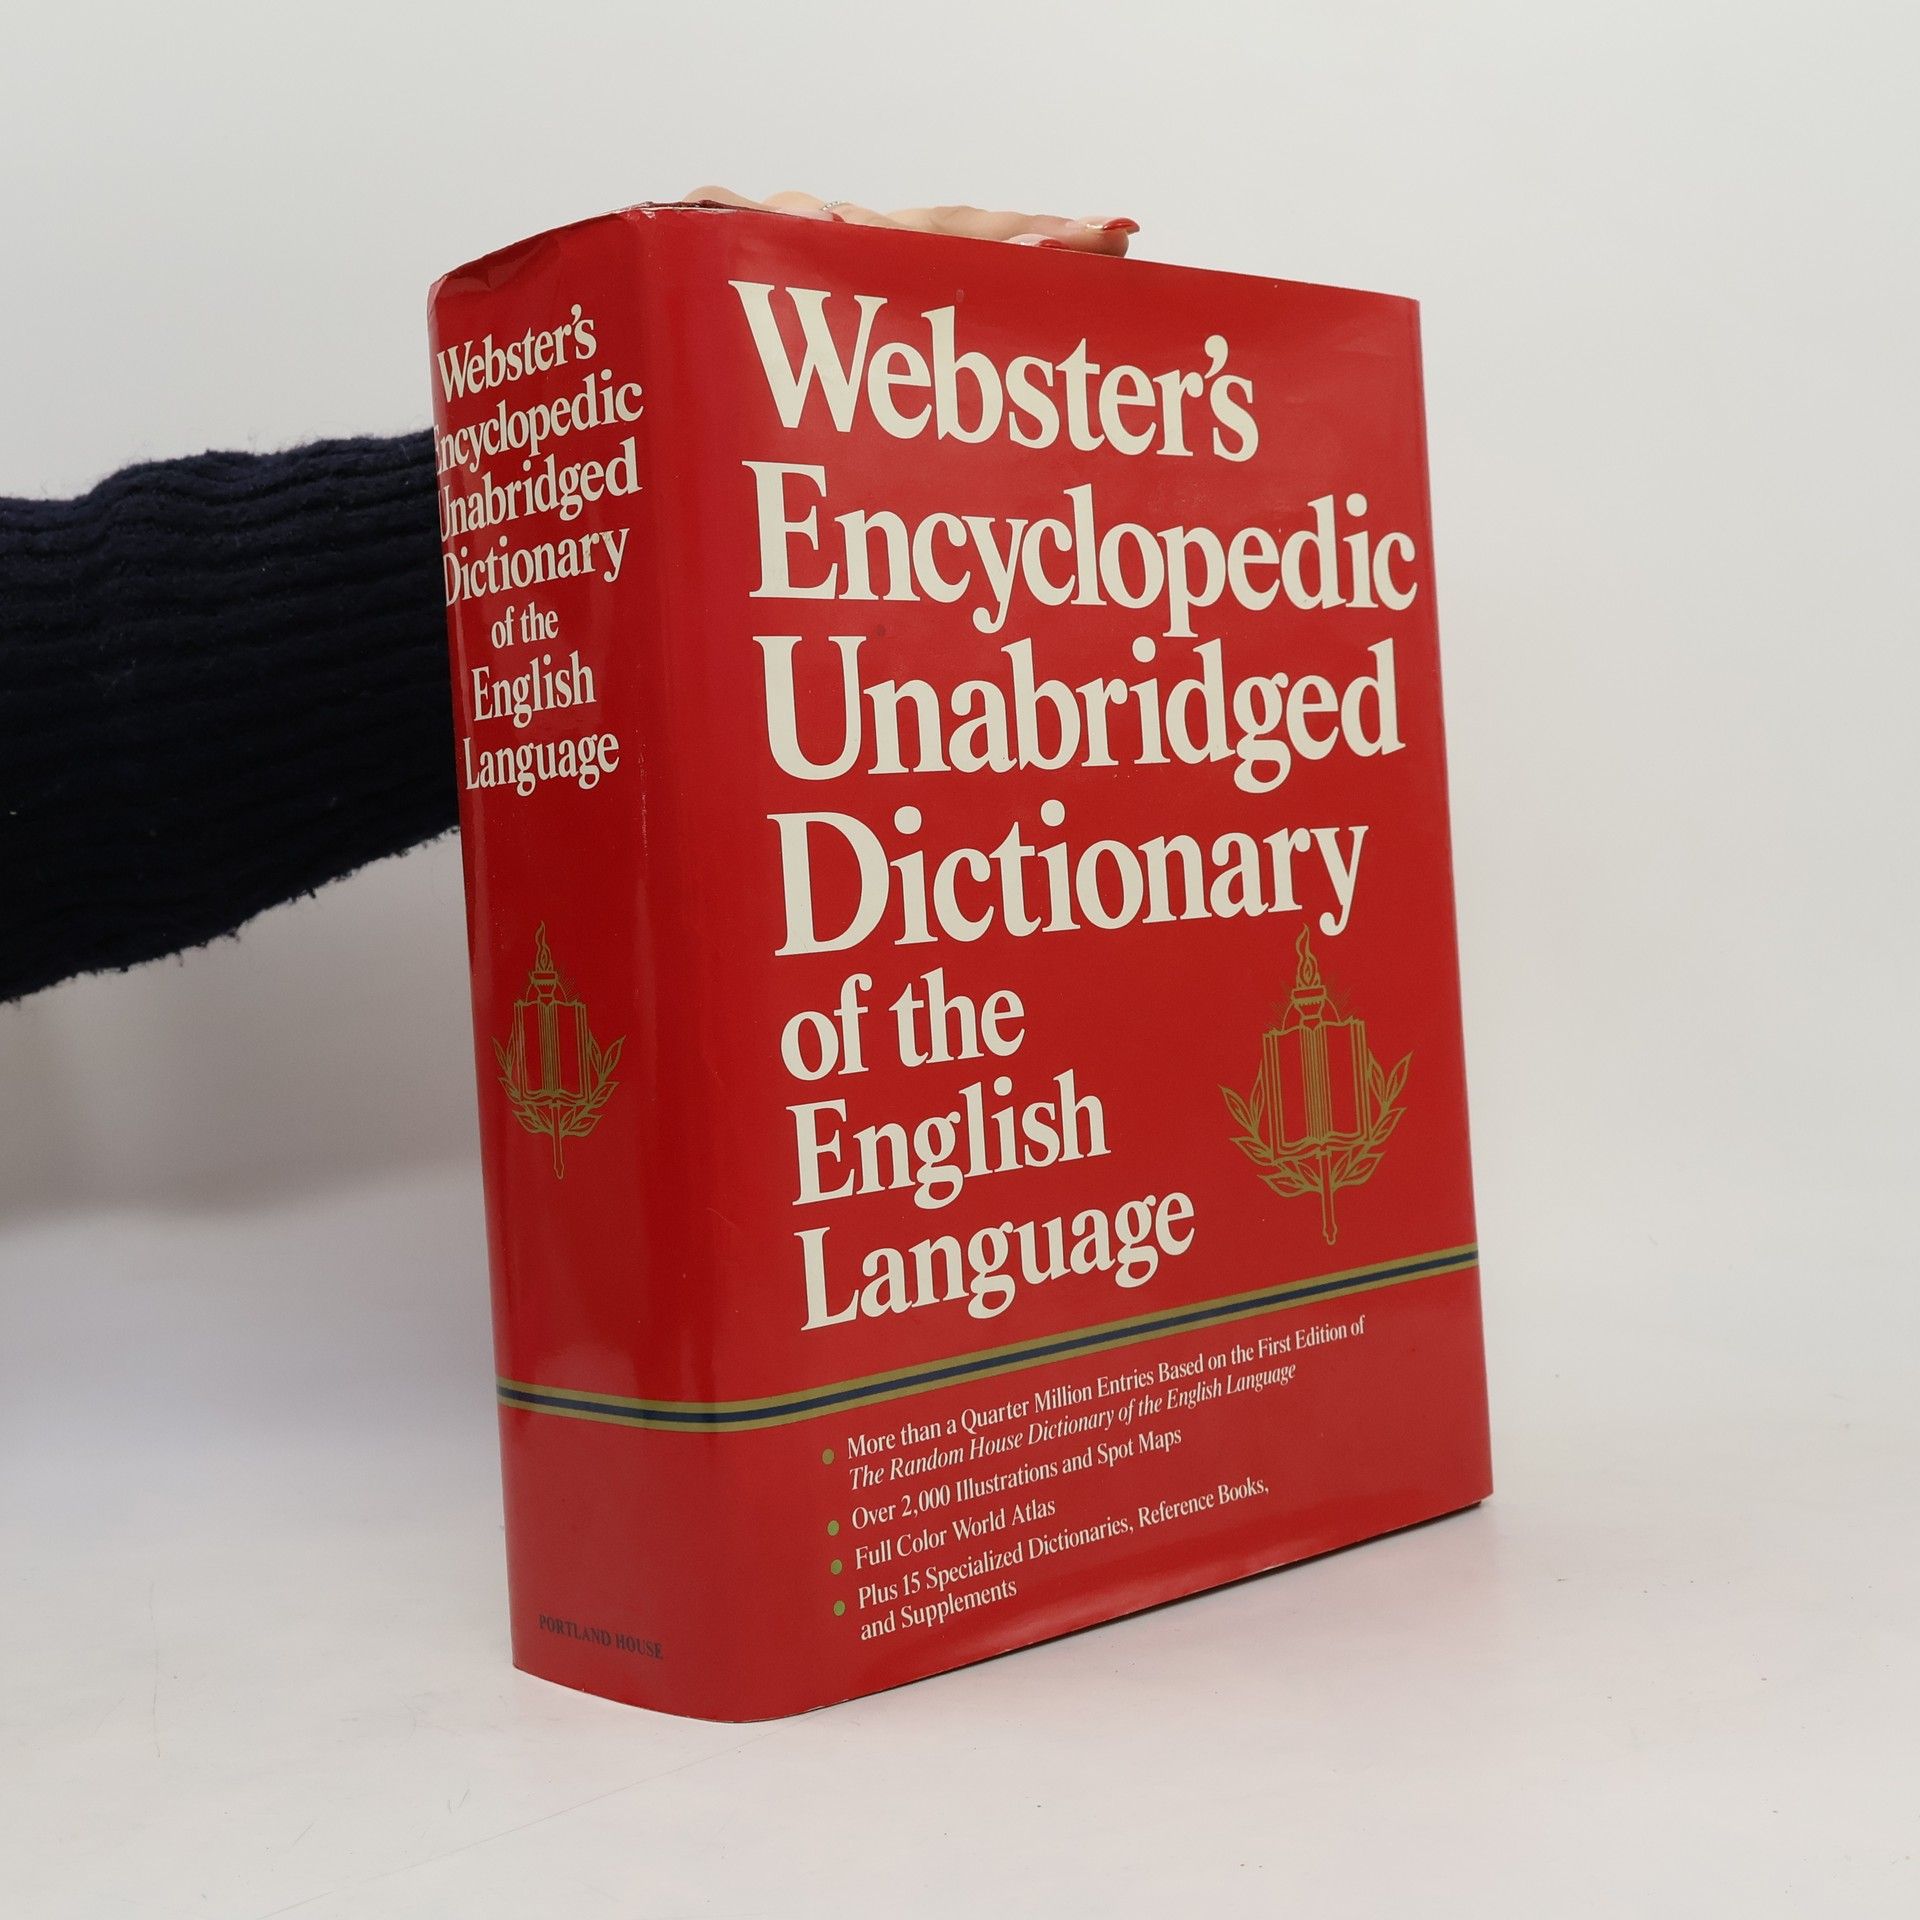 Webster's
Encyclopedic
Unabridged
Dictionary
of the
English
Language
PORTLAND HOUSE
Webster's
Encyclopedic
Unabridged
Dictionary
of the
English
Language
More than a Quarter Million Entries Based on the First Edition of
The Random House Dictionary of the English Language
Over 2,000 Illustrations and Spot Maps
Full Color World Atlas
Plus 15 Specialized Dictionaries, Reference Books,
and Supplements